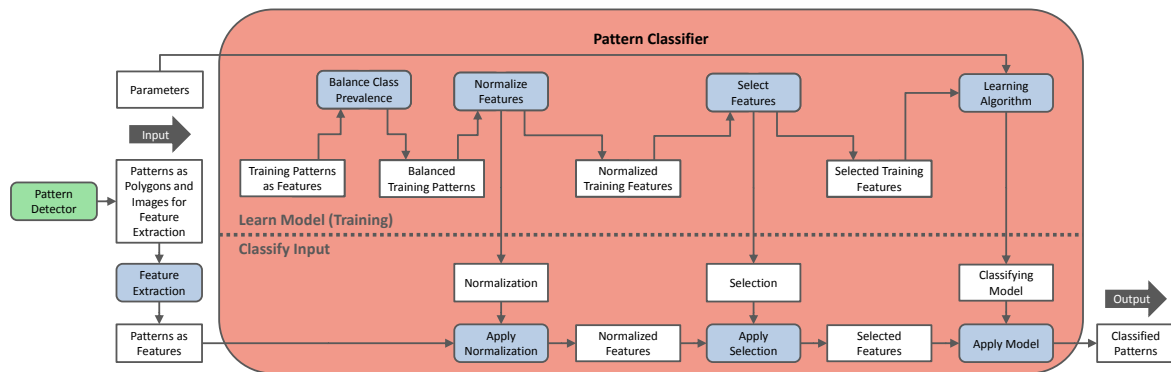 Pattern Classifier
Parameters
Balance Class
Prevalence
Normalize
Features
Select
Features
Learning
Algorithm
Input
Pattern
Detector
Patterns as
Polygons and
Images for
Feature
Extraction
Training Patterns
as Features
Balanced
Training Patterns
Normalized
Training Features
Selected Training
Features
Learn Model (Training)
Classify Input
Feature
Extraction
Normalization
Selection
Classifying
Model
Output
Patterns as
Features
Apply
Normalization
Normalized
Features
Apply
Selection
Selected
Features
Apply Model
Classified
Patterns